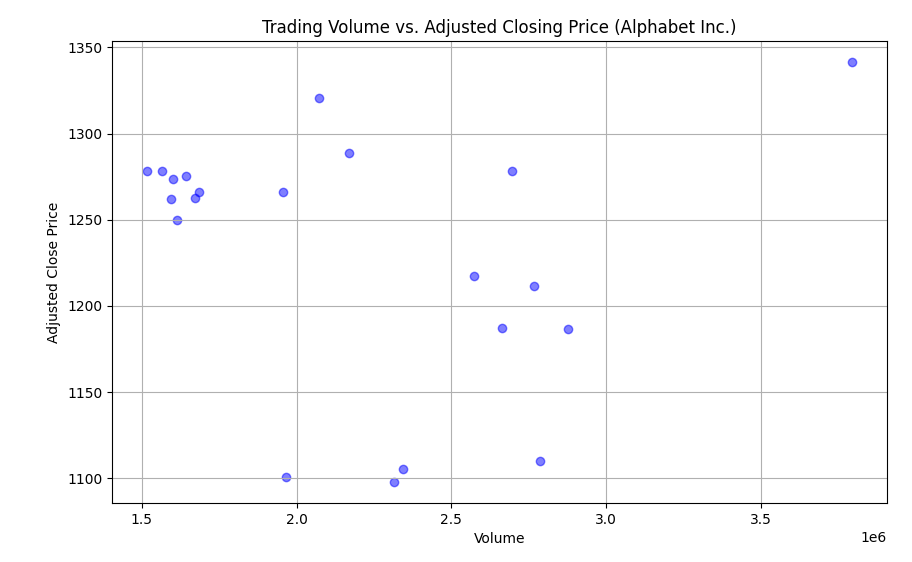 Trading Volume vs. Adjusted Closing Price (Alphabet Inc.)
1350
1300
1250
1200
1150
1100
Adjusted Close Price
1.5 2.0 2.5 3.0 3.5
1e6
Volume